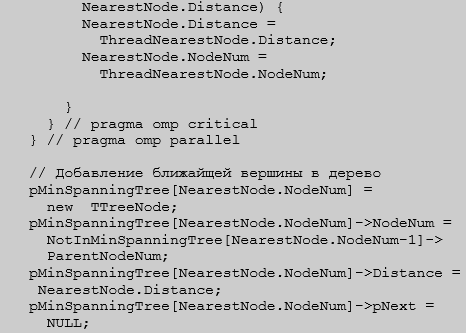 NearestNode.Distance) {
NearestNode.Distance =
ThreadNearestNode.Distance;
NearestNode.NodeNum =
ThreadNearestNode.NodeNum;
}
} // pragma omp critical
} // pragma omp parallel
// Добавление ближайщей вершины в дерево
pMinSpanningTree[NearestNode.NodeNum] =
new TTreeNode;
pMinSpanningTree[NearestNode.NodeNum]->NodeNum =
NotInMinSpanningTree[NearestNode.NodeNum-1]->
ParentNodeNum;
pMinSpanningTree[NearestNode.NodeNum]->Distance =
NearestNode.Distance;
pMinSpanningTree[NearestNode.NodeNum]->pNext =
NULL;